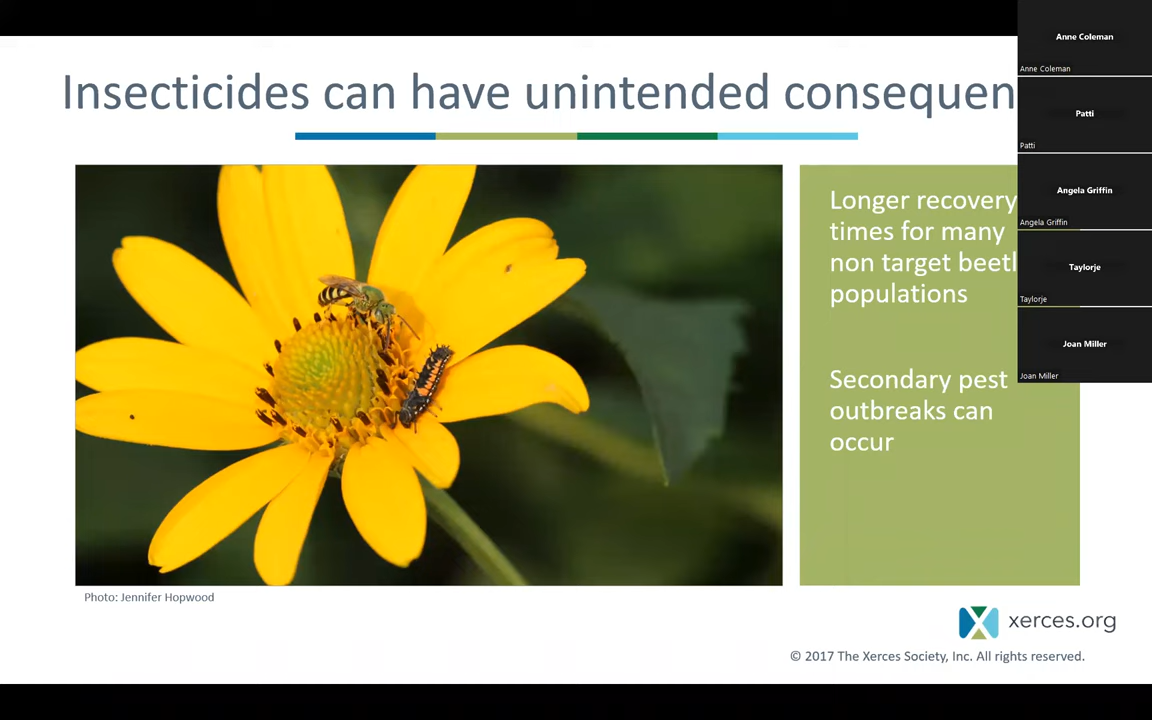 Insecticides can have unintended consequen
Longer recovery
times for many
non target beetl
populations
Secondary pest
outbreaks can
occur
Photo: Jennifer Hopwood
xerces.org
© 2017 The Xerces Society, Inc. All rights reserved.
Anne Coleman
Anne Coleman
Patti
Patti
Angela Griffin
Angela Griffin
Taylorje
Taylorje
Joan Miller
Joan Miller